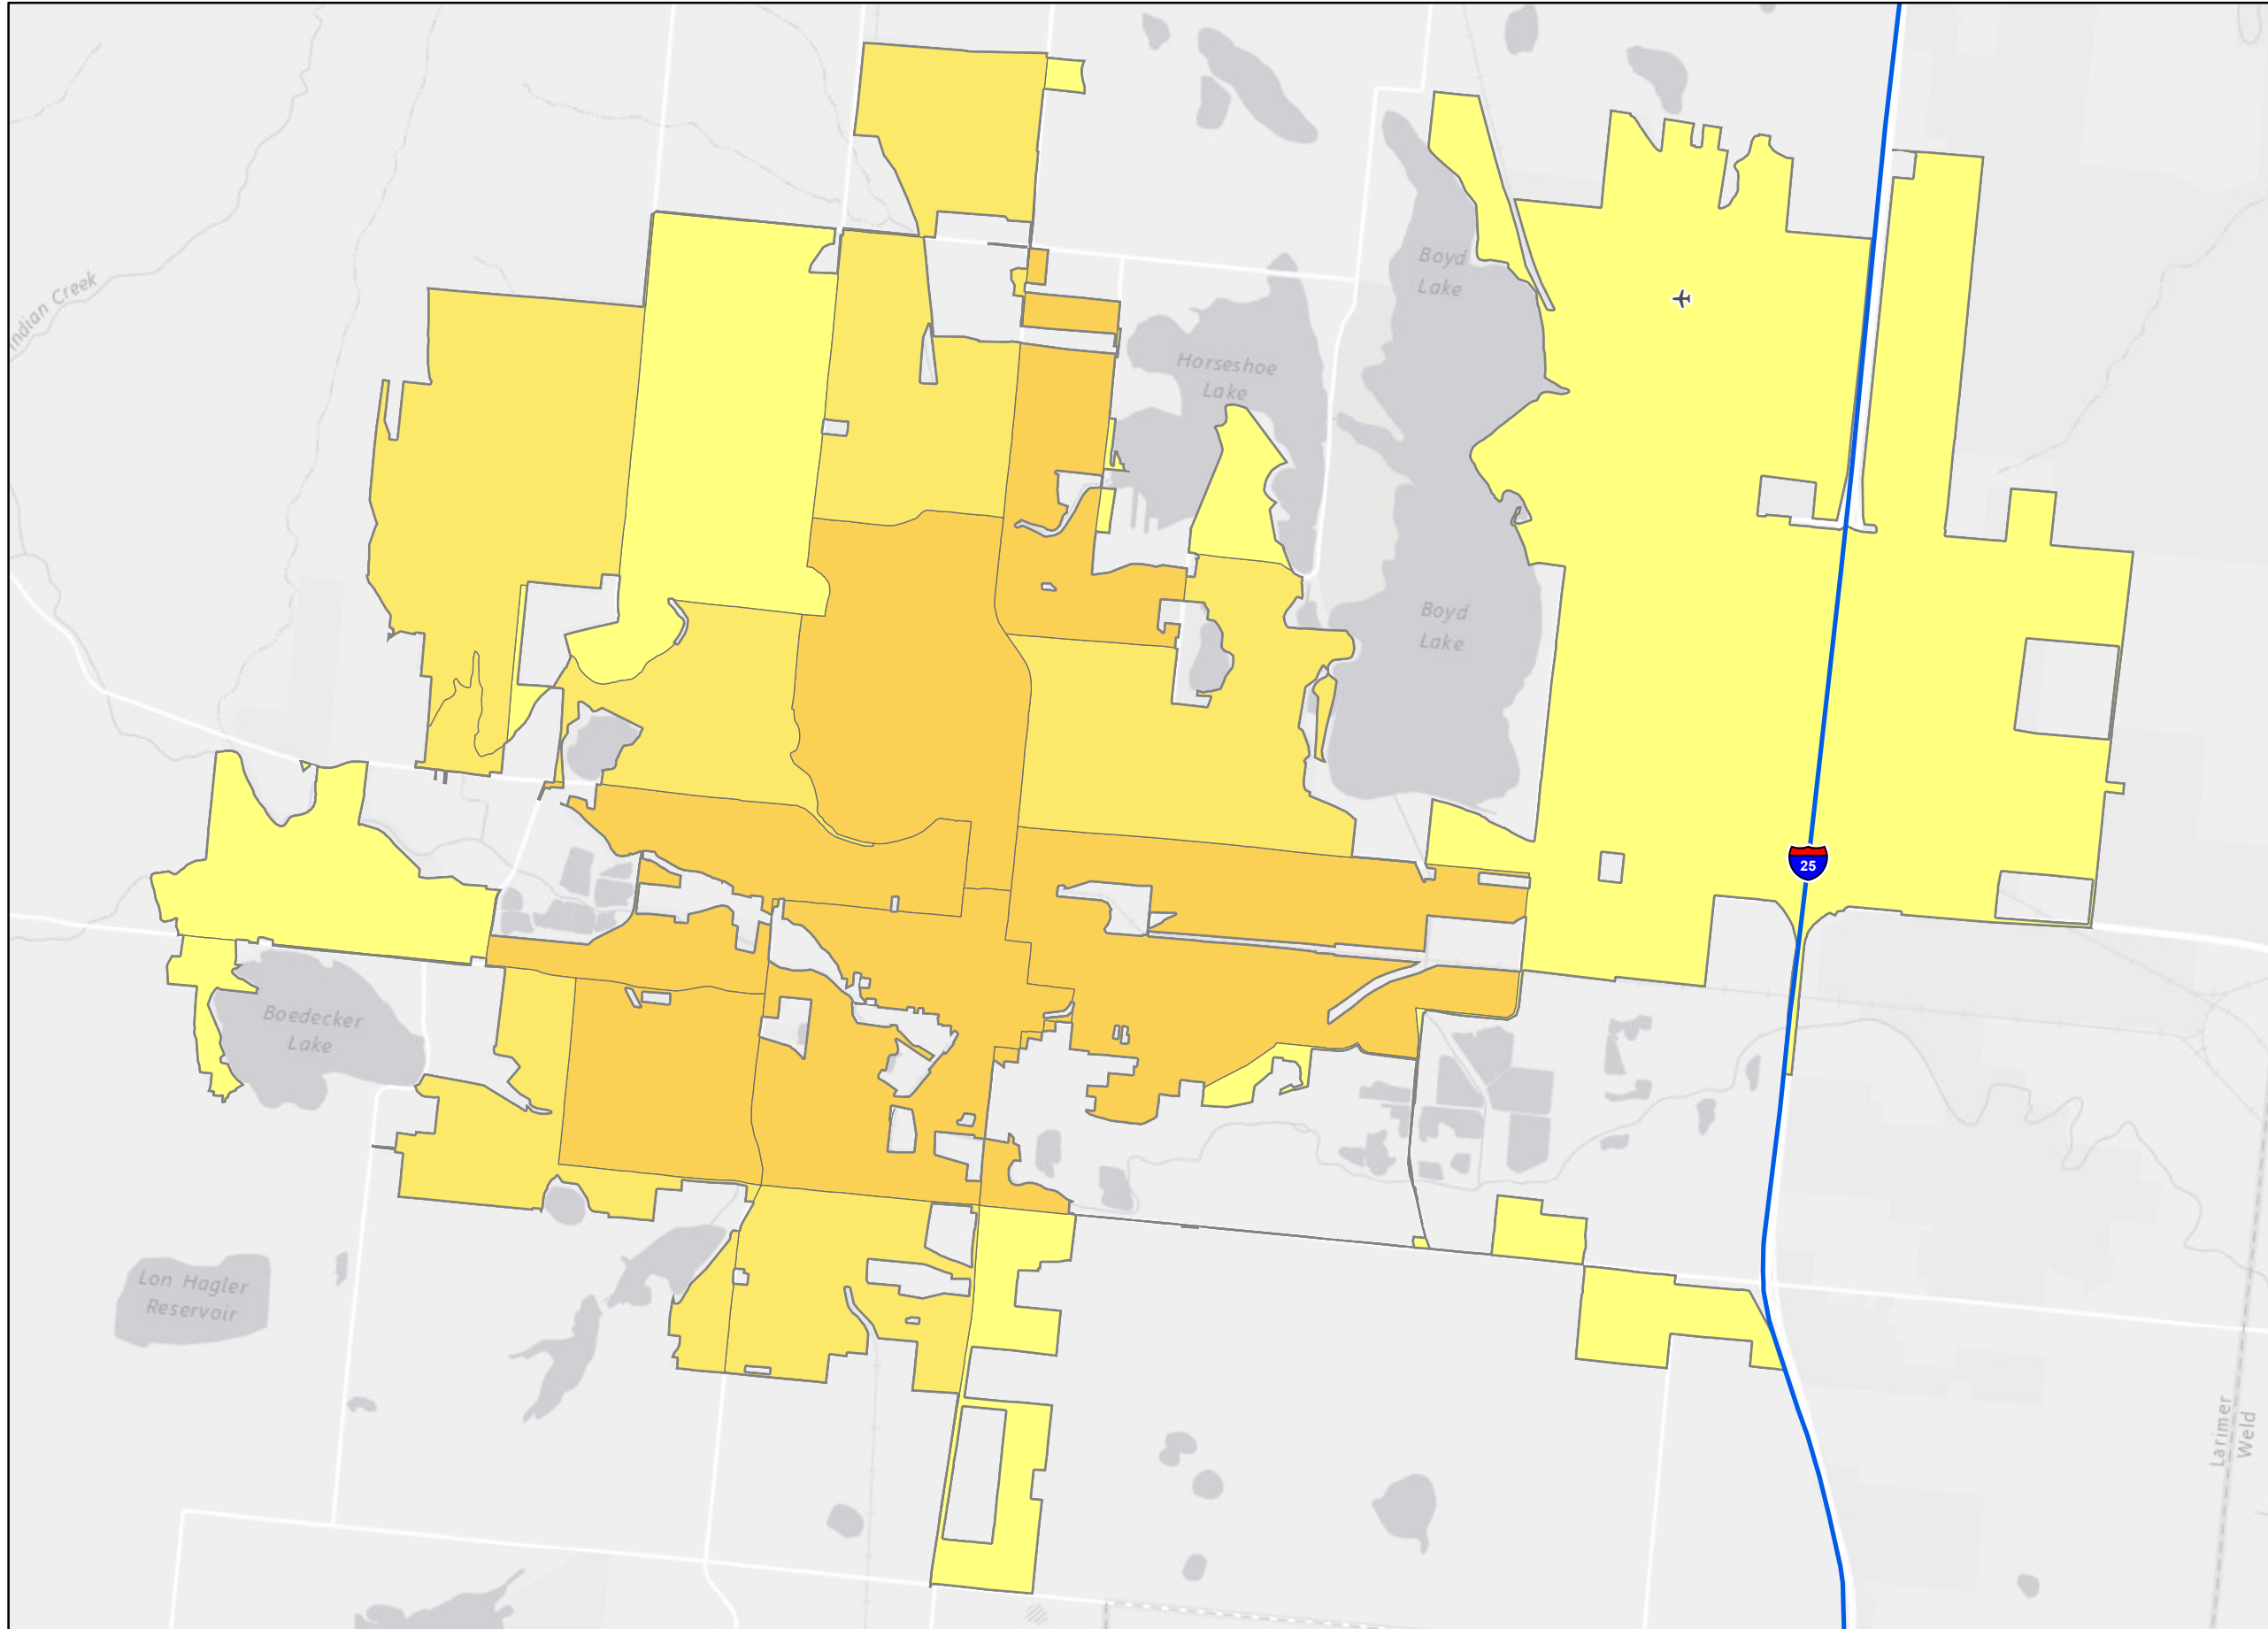 Indian Creek
Boyd
Lake
Horseshoe
Lake
Boyd
Lake
25
Boedecker
Lake
Lon Hagler
Reservoir
Larimer
Weld